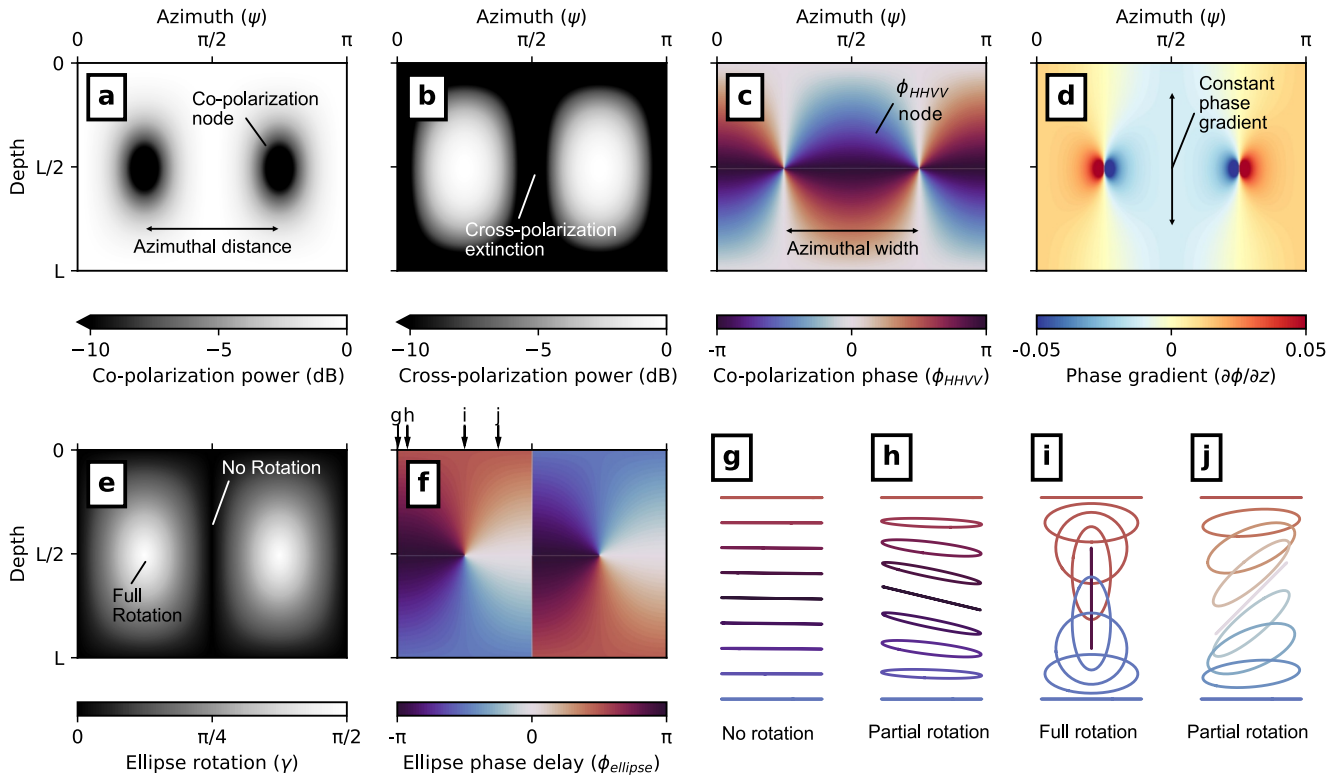 Azimuth (ψ)
0 π/2 π
Azimuth (ψ)
0 π/2 π
Azimuth (ψ)
0 π/2 π
Azimuth (ψ)
0 π/2 π
Depth
0
L/2
L
a
Co-polarization
node
Azimuthal distance
b
Cross-polarization
extinction
c
ϕHHVV
node
Azimuthal width
d
Constant
phase
gradient
−10 −5 0
Co-polarization power (dB)
−10 −5 0
Cross-polarization power (dB)
-π 0 π
Co-polarization phase (ϕHHVV)
-0.05 0 0.05
Phase gradient (∂ϕ/∂z)
Depth
0
L/2
L
e
No Rotation
Full
Rotation
g h i j
f
0 π/4 π/2
Ellipse rotation (γ)
-π 0 π
Ellipse phase delay (ϕellipse)
g
No rotation
h
Partial rotation
i
Full rotation
j
Partial rotation